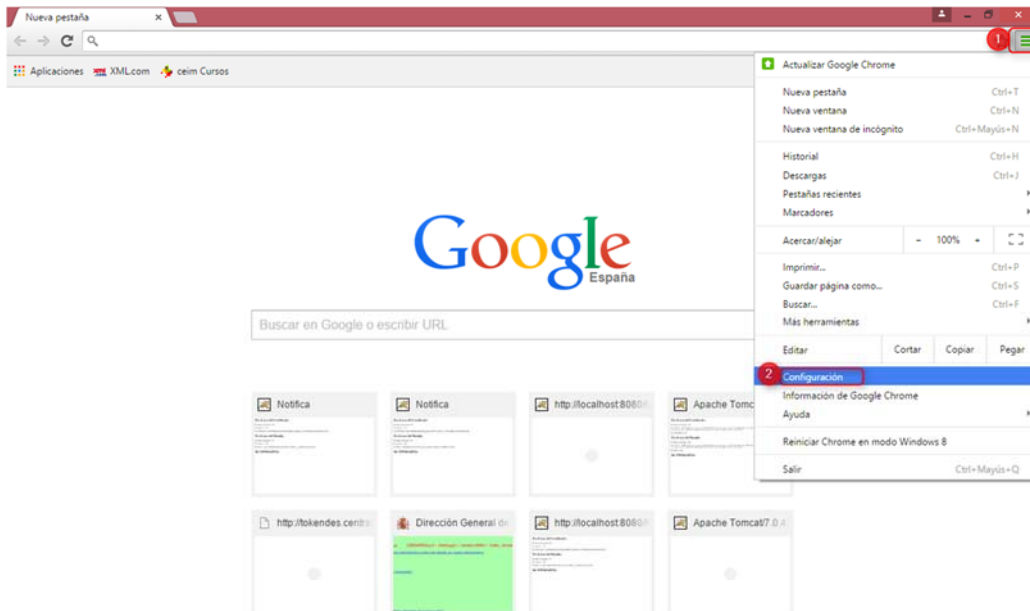 Nueva pestaña
1
Aplicaciones XML.com ceim Cursos
Actualizar Google Chrome
Nueva pestaña Ctrl+T
Nueva ventana Ctrl+N
Nueva ventana de incógnito Ctrl+Mayús+N
Historial Ctrl+H
Descargas Ctrl+J
Pestañas recientes
Marcadores
Acercar/alejar - 100% +
Imprimir... Ctrl+P
Guardar página como... Ctrl+S
Buscar... Ctrl+F
Más herramientas
Editar Cortar Copiar Pegar
2 Configuración
Información de Google Chrome
Ayuda
Reiniciar Chrome en modo Windows 8
Salir Ctrl+Mayús+Q
Google
España
Buscar en Google o escribir URL
Notifica Notifica http://localhost:8080/ Apache Tomc
http://tokendes.centra Dirección General de http://localhost:8080/ Apache Tomcat/7.0.4